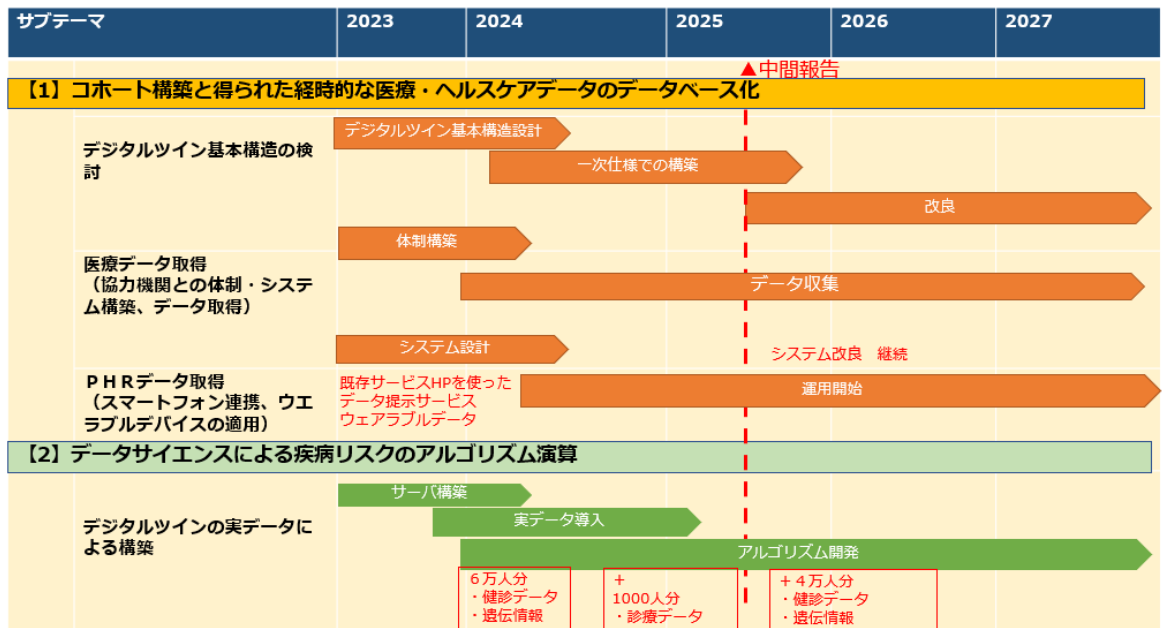 サブテーマ 2023 2024 2025 2026 2027
▲中間報告
【1】コホート構築と得られた経時的な医療・ヘルスケアデータのデータベース化
デジタルツイン基本構造の検
討
デジタルツイン基本構造設計
一次仕様での構築
改良
体制構築
医療データ取得
（協力機関との体制・システ
ム構築、データ取得）
データ収集
システム設計
システム改良　継続
ＰＨＲデータ取得
（スマートフォン連携、ウエ
ラブルデバイスの適用）
既存サービスHPを使った
データ提示サービス
ウェアラブルデータ
運用開始
【2】データサイエンスによる疾病リスクのアルゴリズム演算
サーバ構築
デジタルツインの実データに
よる構築
実データ導入
アルゴリズム開発
６万人分
・健診データ
・遺伝情報
＋
1000人分
・診療データ
＋４万人分
・健診データ
・遺伝情報